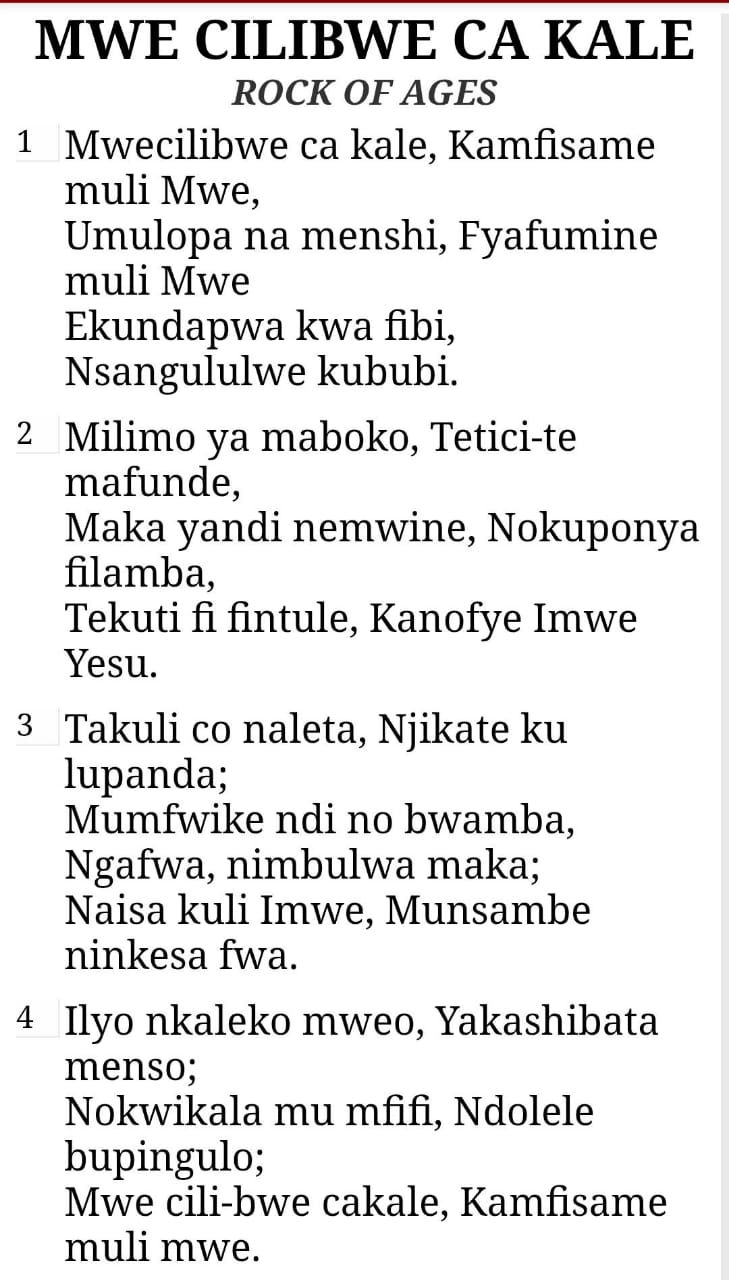 MWE CILIBWE CA KALE
ROCK OF AGES
1 Mwecilibwe ca kale, Kamfisame
muli Mwe,
Umulopa na menshi, Fyafumine
muli Mwe
Ekundapwa kwa fibi,
Nsangululwe kububi.
2 Milimo ya maboko, Tetici-te
mafunde,
Maka yandi nemwine, Nokuponya
filamba,
Tekuti fi fintule, Kanofye Imwe
Yesu.
3 Takuli co naleta, Njikate ku
lupanda;
Mumfwike ndi no bwamba,
Ngafwa, nimbulwa maka;
Naisa kuli Imwe, Munsambe
ninkesa fwa.
4 Ilyo nkaleko mweo, Yakashibata
menso;
Nokwikala mu mfifi, Ndolele
bupingulo;
Mwe cili-bwe cakale, Kamfisame
muli mwe.